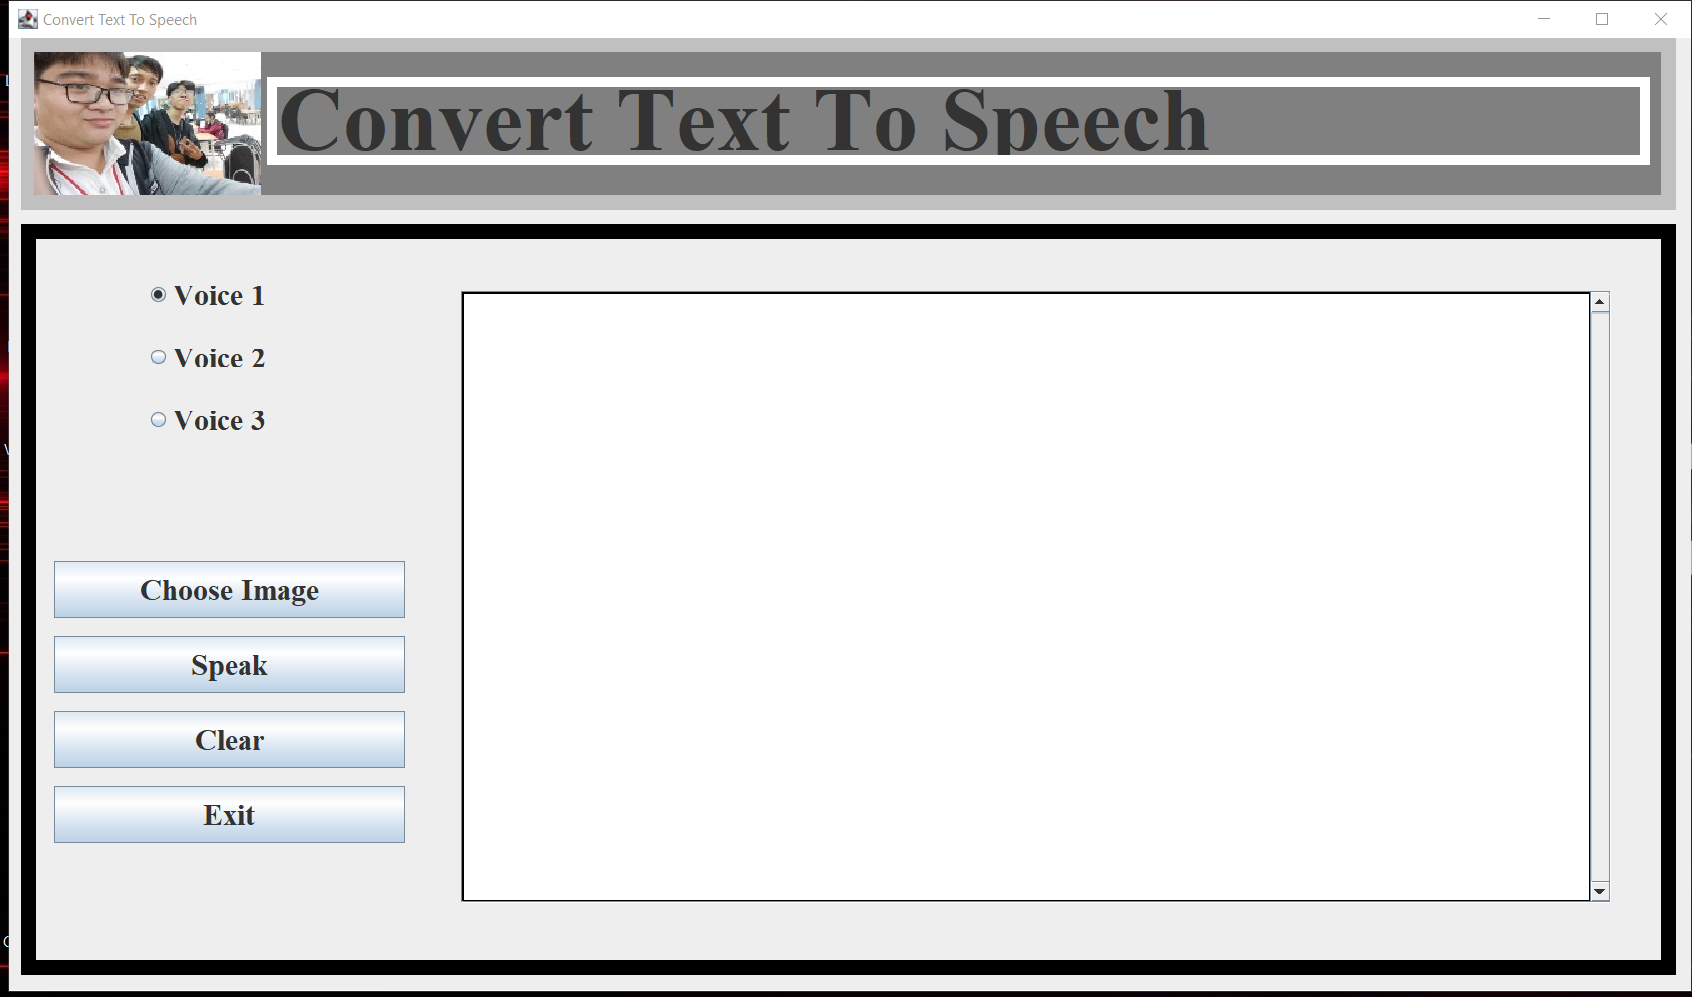 Convert Text To Speech
Convert Text To Speech
Voice 1
Voice 2
Voice 3
Choose Image
Speak
Clear
Exit